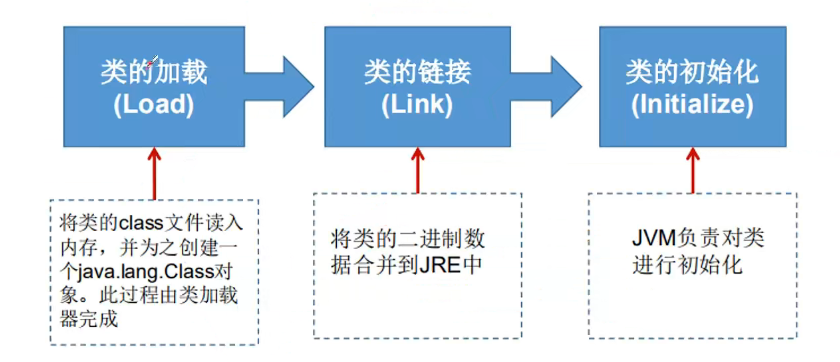 类的加载
(Load)
类的链接
(Link)
类的初始化
(Initialize)
将类的class文件读入
内存，并为之创建一
个java.lang.Class对
象。此过程由类加载
器完成
将类的二进制数
据合并到JRE中
JVM负责对类
进行初始化